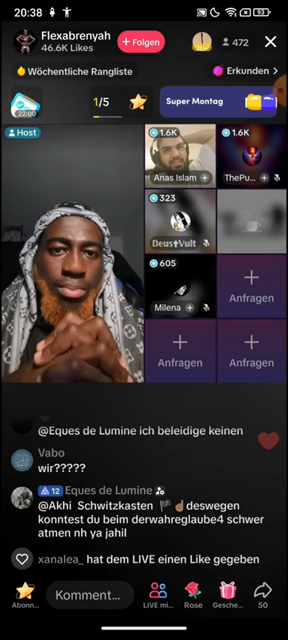 20:38
93
Flexabrenyah
46.6K Likes
+ Folgen
472
Wöchentliche Rangliste
Erkunden >
22:00
1/5
Super Montag
Host
1.6K
Anas Islam
1.6K
ThePu...
323
Deus†Vult
605
Milena
Anfragen
Anfragen
Anfragen
@Eques de Lumine ich beleidige keinen
Vabo
wir?????
12 Eques de Lumine
@Akhi Schwitzkasten 🏴☝🏽deswegen
konntest du beim derwahreglaube4 schwer
atmen nh ya jahil
xanalea_ hat dem LIVE einen Like gegeben
Abonn...
Komment...
LIVE mi...
Rose
Gesche...
50